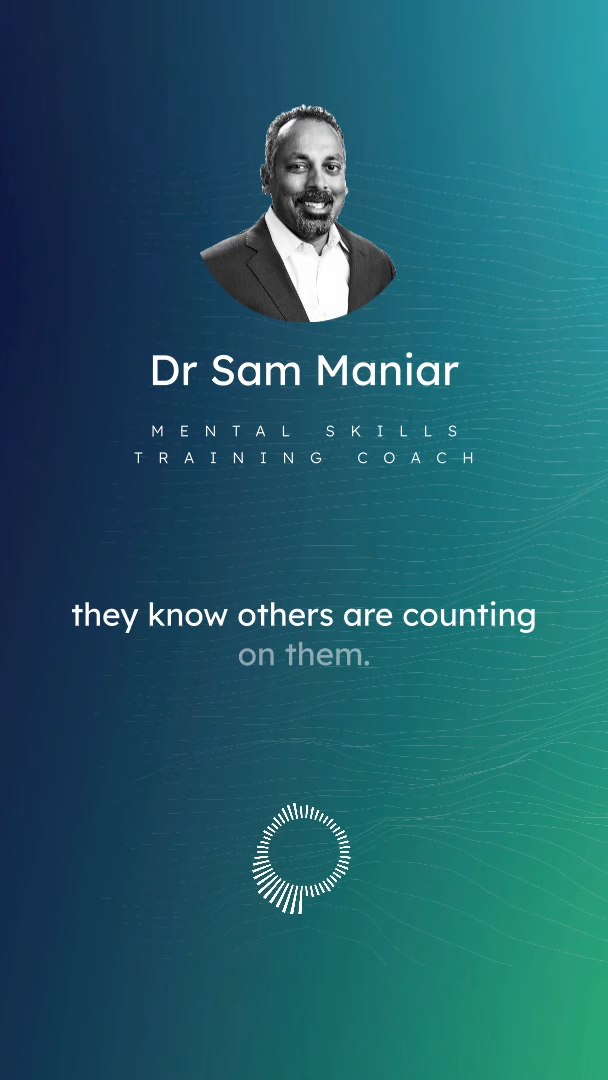 Dr Sam Maniar
MENTAL SKILLS
TRAINING COACH
they know others are counting
on them.